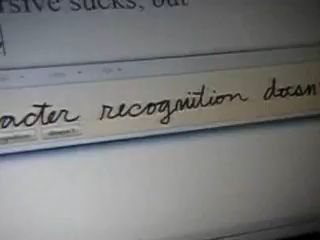 rsive sucks, but
acter recognition doesn'